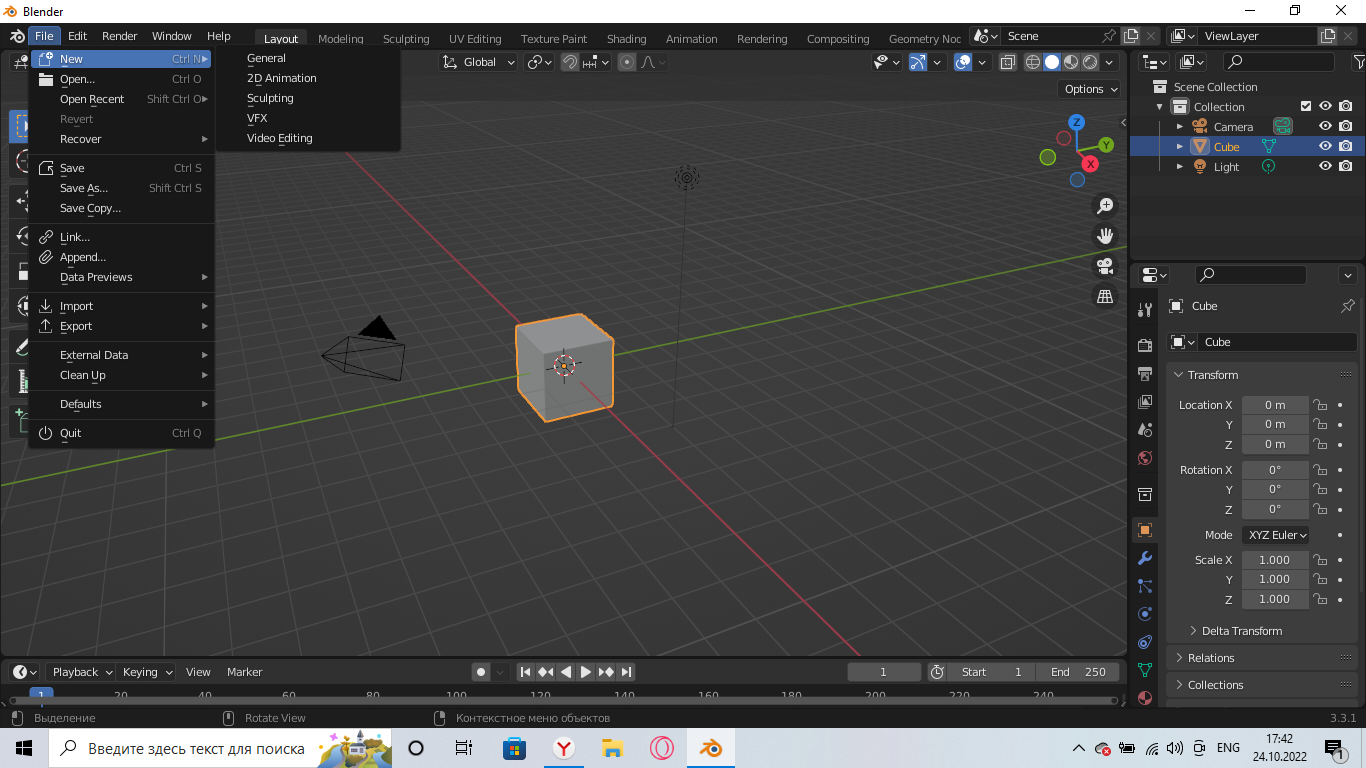 Blender
File Edit Render Window Help Layout Modeling Sculpting UV Editing Texture Paint Shading Animation Rendering Compositing Geometry Noc Scene ViewLayer
New Ctrl N
Open... Ctrl O
Open Recent Shift Ctrl O
Revert
Recover
Save Ctrl S
Save As... Shift Ctrl S
Save Copy...
Link...
Append...
Data Previews
Import
Export
External Data
Clean Up
Defaults
Quit Ctrl Q
General
2D Animation
Sculpting
VFX
Video Editing
Global
Options
Z
Y
X
Scene Collection
Collection
Camera
Cube
Light
Cube
Cube
Transform
Location X 0 m
Y 0 m
Z 0 m
Rotation X 0°
Y 0°
Z 0°
Mode XYZ Euler
Scale X 1.000
Y 1.000
Z 1.000
Delta Transform
Relations
Collections
Playback Keying View Marker 1 Start 1 End 250
1 20 40 60 80 100 120 140 160 180 200 220 240
Выделение Rotate View Контекстное меню объектов 3.3.1
Введите здесь текст для поиска
ENG
17:42
24.10.2022
1